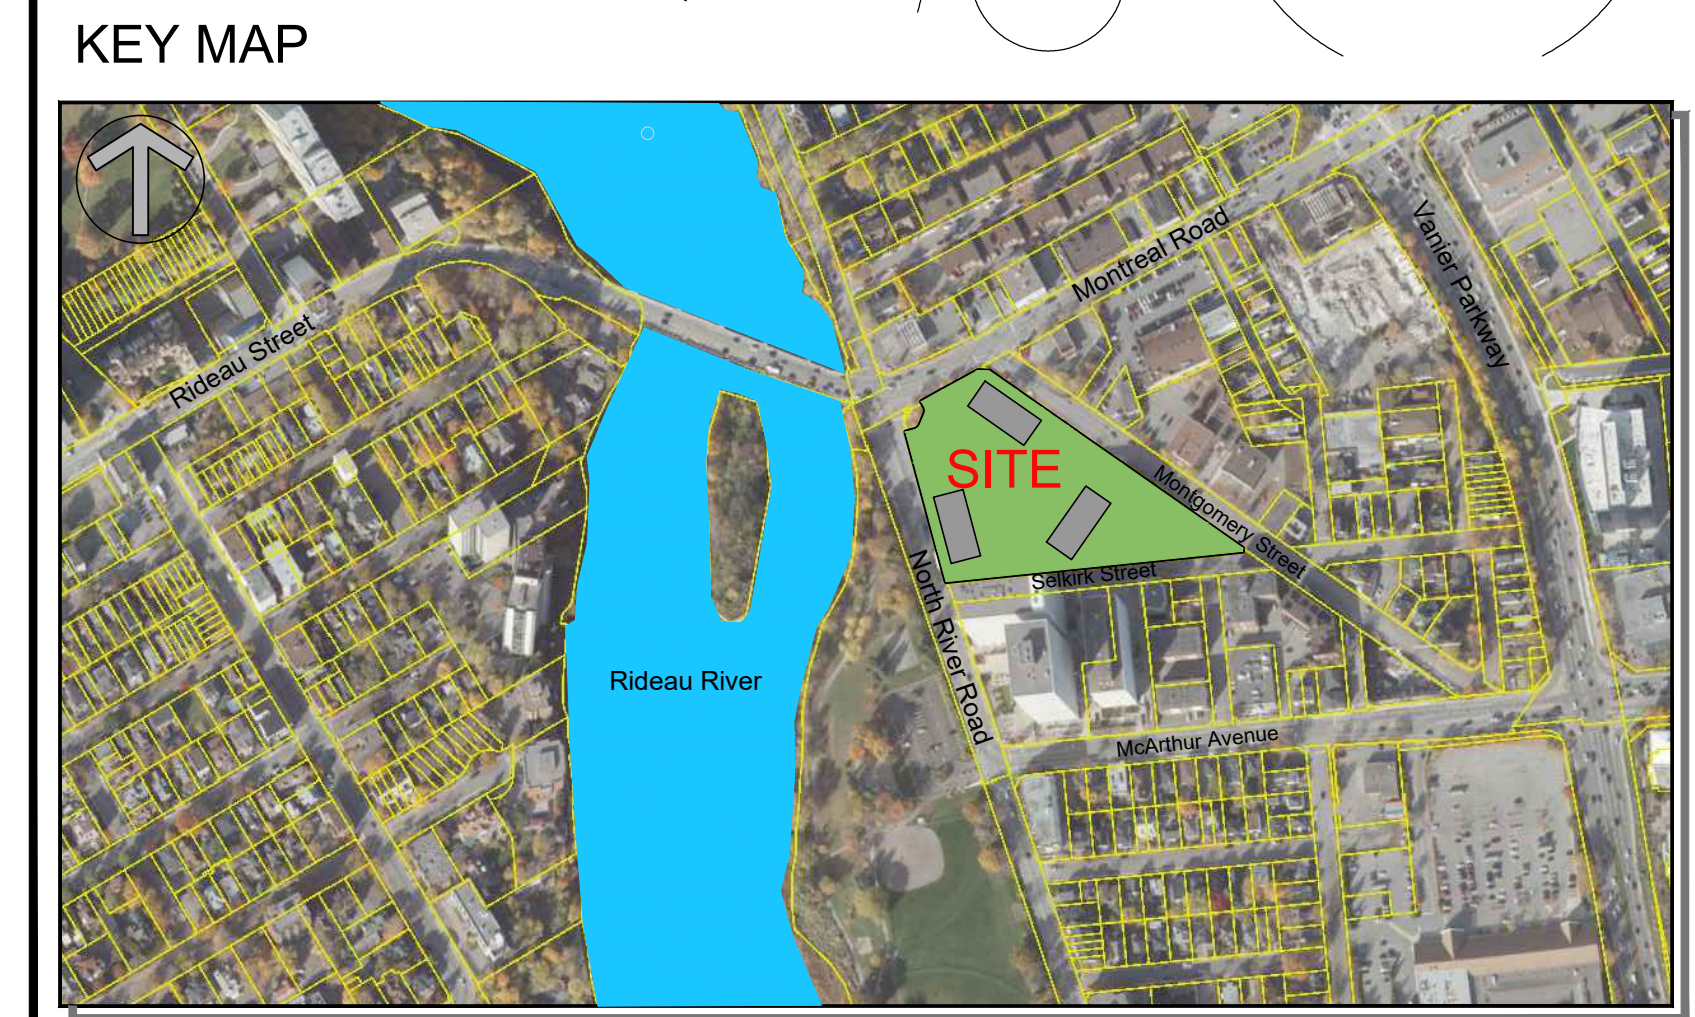 KEY MAP
Montreal Road
Vanier Parkway
Rideau Street
SITE
Montgomery Street
Selkirk Street
North River Road
Rideau River
McArthur Avenue